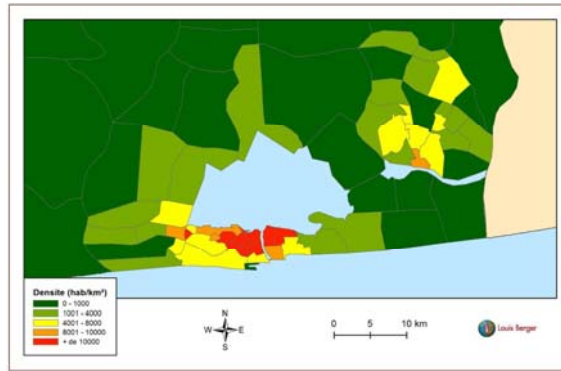 Densite (hab/km²)
0 - 1000
1001 - 4000
4001 - 8000
8001 - 10000
+ de 10000
N
W E
S
0 5 10 km
Louis Berger